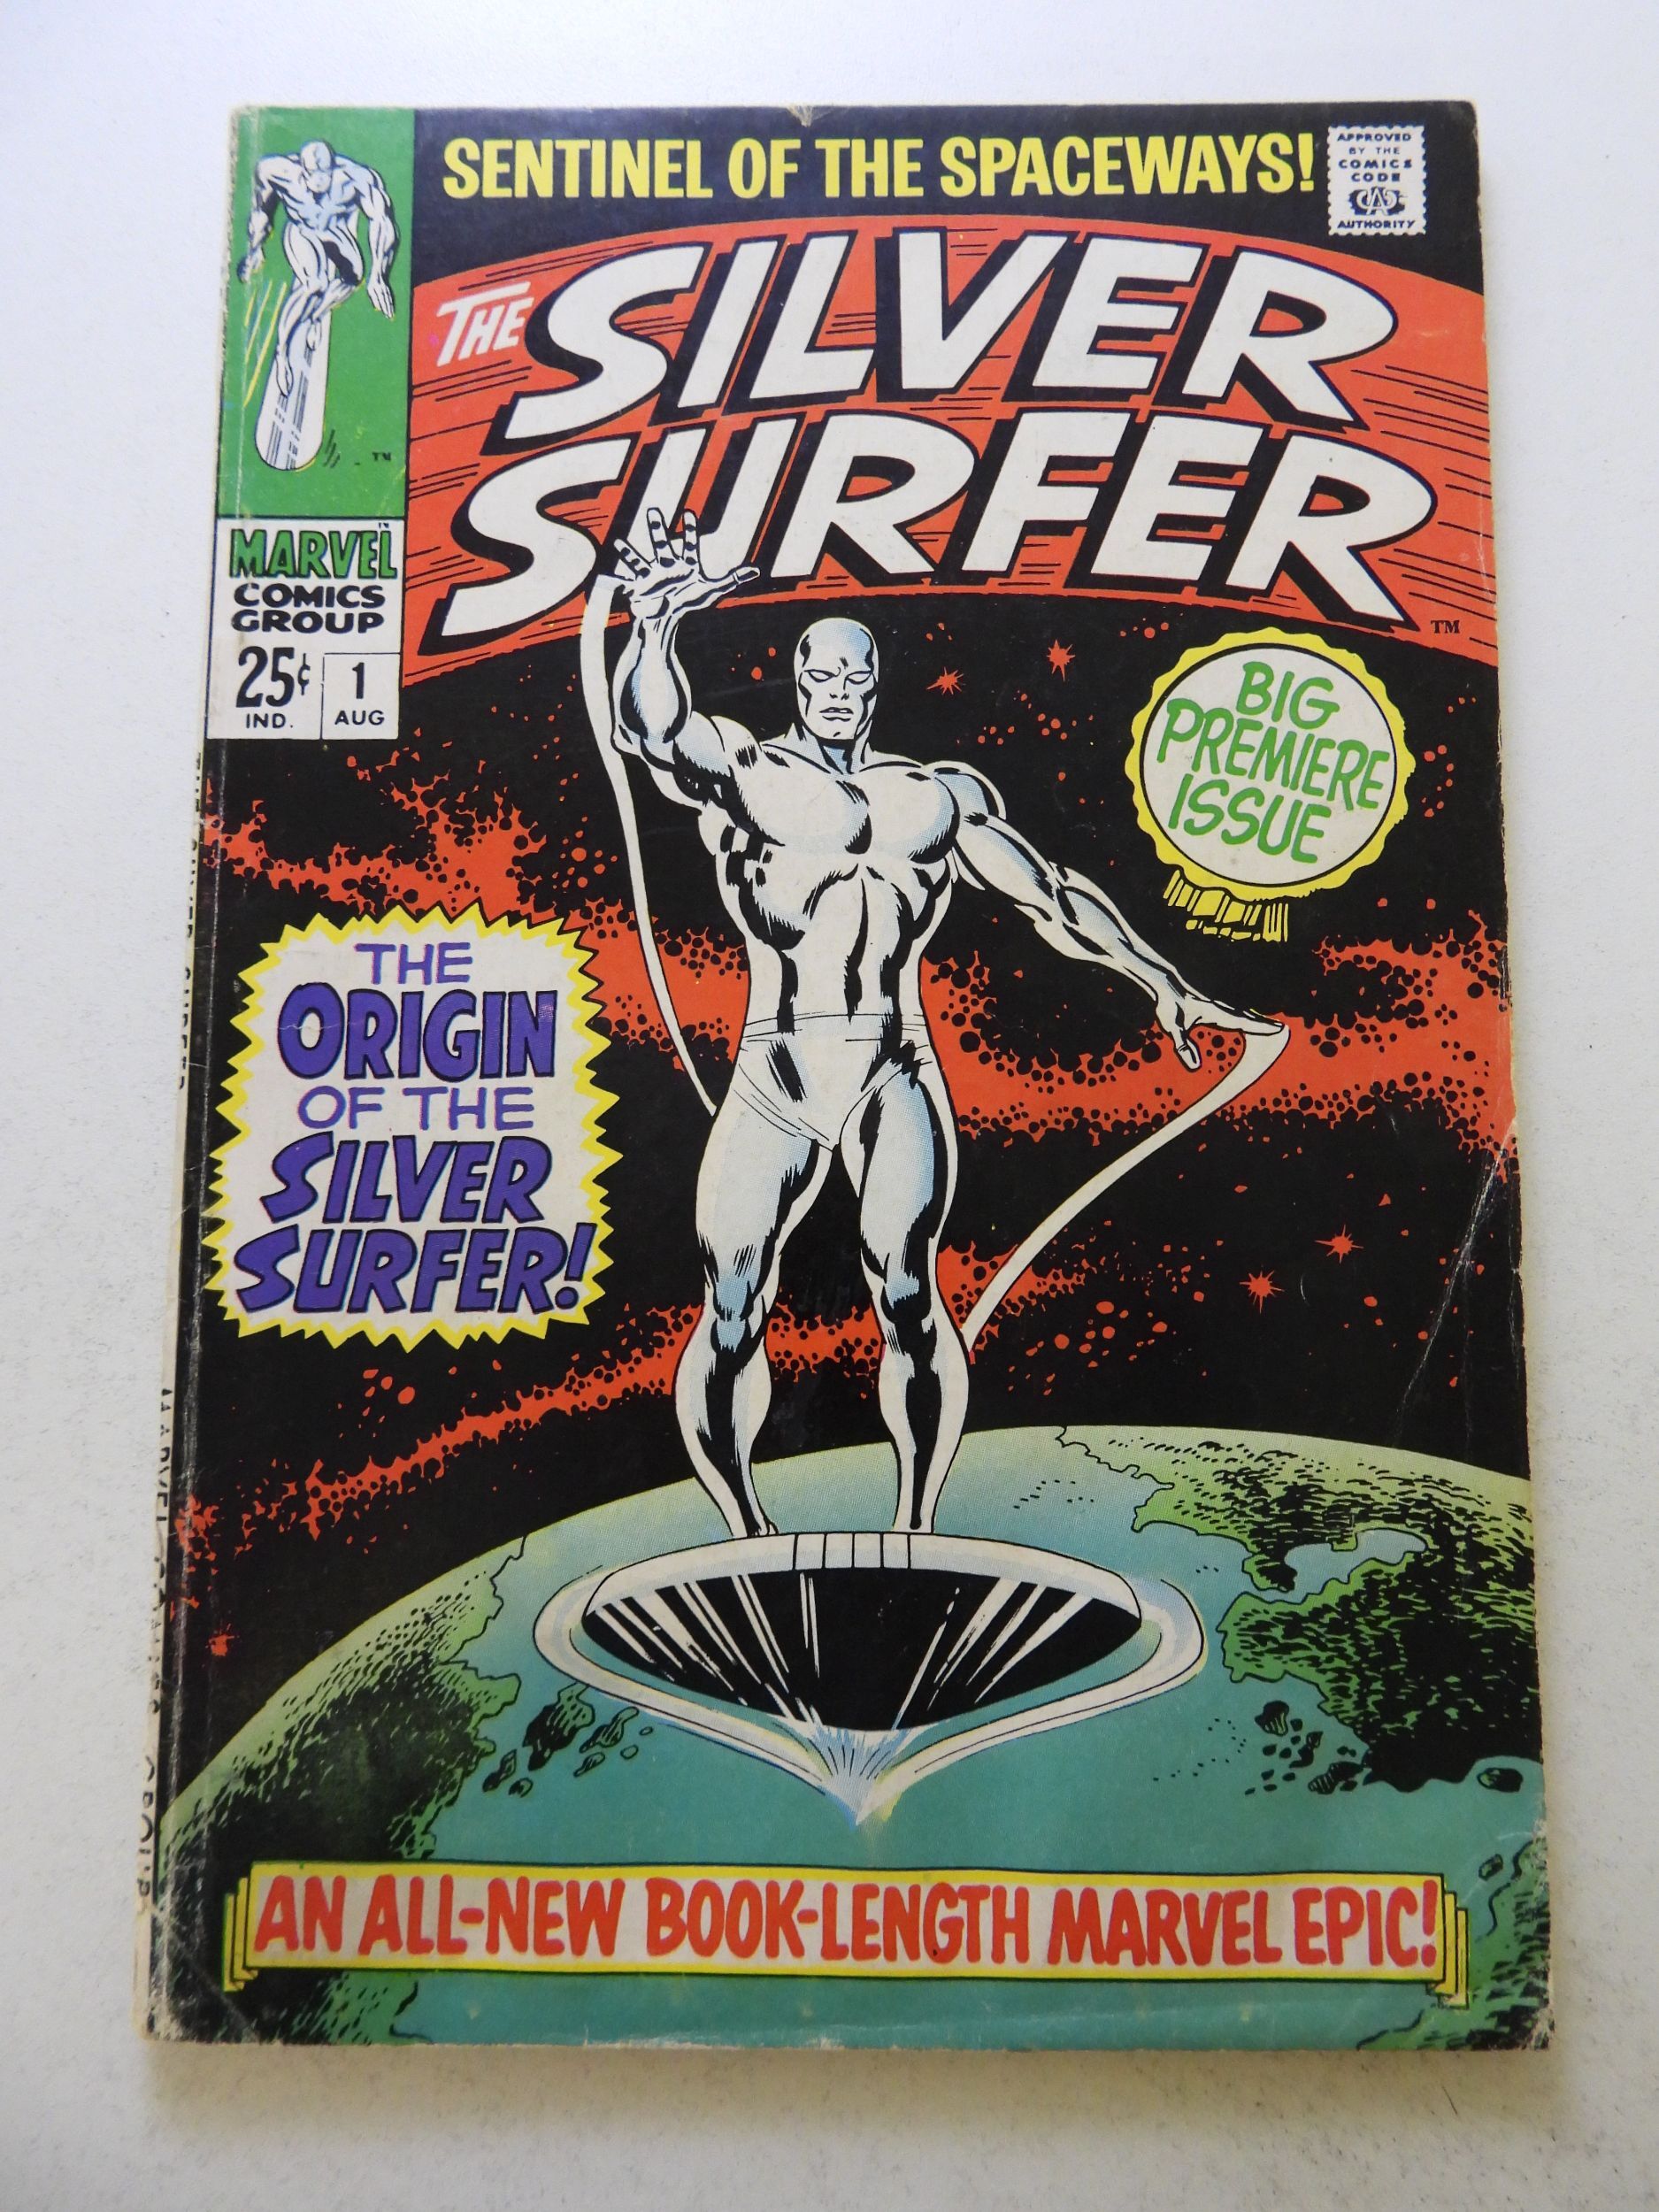 SENTINEL OF THE SPACEWAYS!
APPROVED
BY THE
COMICS
CODE
CA
AUTHORITY
THE SILVER
SURFER
TM
TM
MARVEL
COMICS
GROUP
25¢
IND.
1
AUG
BIG
PREMIERE
ISSUE
THE
ORIGIN
OF THE
SILVER
SURFER!
AN ALL-NEW BOOK-LENGTH MARVEL EPIC!